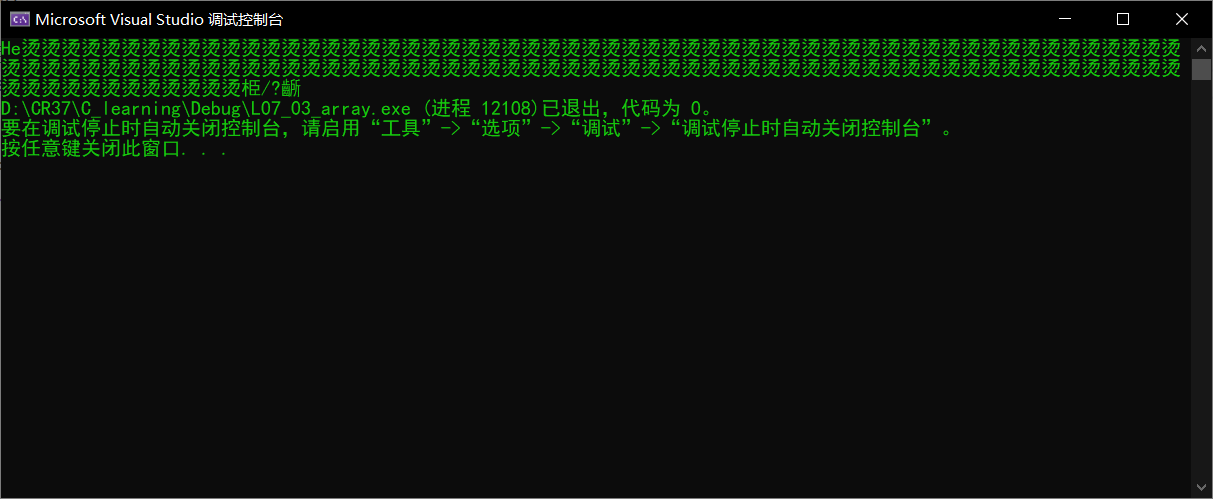 Microsoft Visual Studio 调试控制台
He烫烫烫烫烫烫烫烫烫烫烫烫烫烫烫烫烫烫烫烫烫烫烫烫烫烫烫烫烫烫烫烫烫烫烫烫烫烫烫烫烫烫烫烫烫烫烫烫烫烫烫烫烫烫烫烫烫烫
烫烫烫烫烫烫烫烫烫烫烫烫烫烫烫烫烫烫烫烫烫烫烫烫烫烫烫烫烫烫烫烫烫烫烫烫烫烫烫烫烫烫烫烫烫烫烫烫烫烫烫烫烫烫烫烫烫烫烫
烫烫烫烫烫烫烫烫烫烫烫烫柜/?齗
D:\CR37\C_learning\Debug\L07_03_array.exe (进程 12108)已退出，代码为 0。
要在调试停止时自动关闭控制台，请启用“工具”->“选项”->“调试”->“调试停止时自动关闭控制台”。
按任意键关闭此窗口. . .